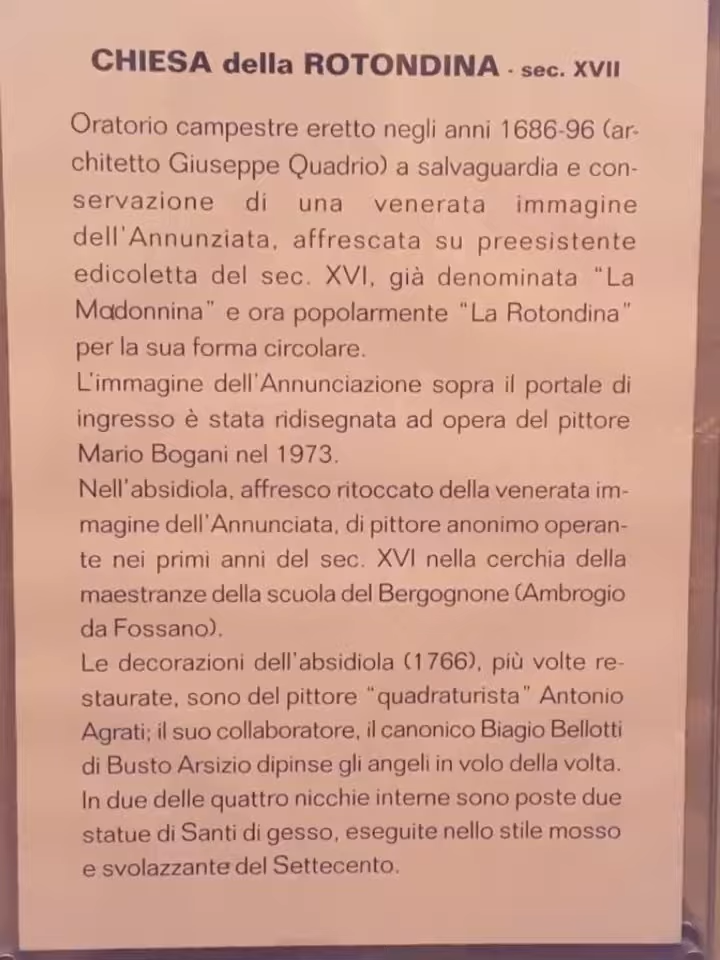 CHIESA della ROTONDINA - sec. XVII
Oratorio campestre eretto negli anni 1686-96 (ar-
chitetto Giuseppe Quadrio) a salvaguardia e con-
servazione di una venerata immagine
dell'Annunziata, affrescata su preesistente
edicoletta del sec. XVI, già denominata "La
Madonnina" e ora popolarmente "La Rotondina"
per la sua forma circolare.
L'immagine dell'Annunciazione sopra il portale di
ingresso è stata ridisegnata ad opera del pittore
Mario Bogani nel 1973.
Nell'absidiola, affresco ritoccato della venerata im-
magine dell'Annunciata, di pittore anonimo operan-
te nei primi anni del sec. XVI nella cerchia della
maestranze della scuola del Bergognone (Ambrogio
da Fossano).
Le decorazioni dell'absidiola (1766), più volte re-
staurate, sono del pittore "quadraturista" Antonio
Agrati; il suo collaboratore, il canonico Biagio Bellotti
di Busto Arsizio dipinse gli angeli in volo della volta.
In due delle quattro nicchie interne sono poste due
statue di Santi di gesso, eseguite nello stile mosso
e svolazzante del Settecento.